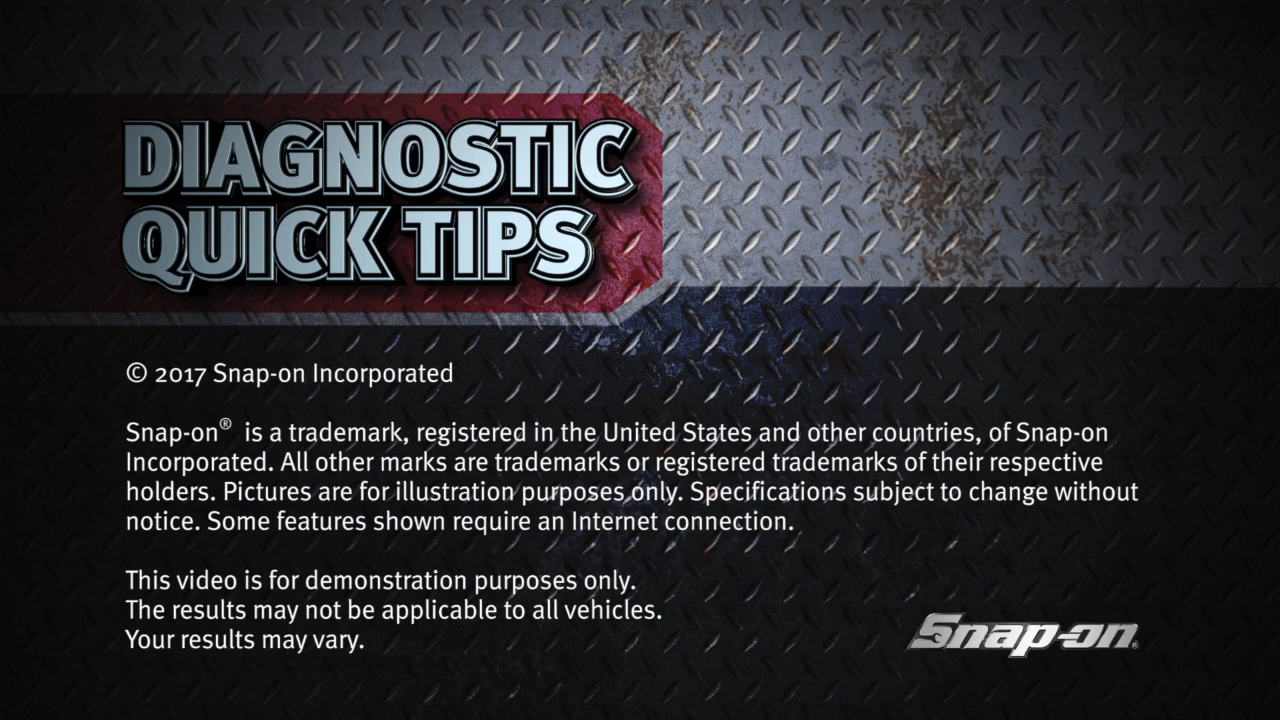 DIAGNOSTIC
QUICK TIPS
© 2017 Snap-on Incorporated
Snap-on® is a trademark, registered in the United States and other countries, of Snap-on
Incorporated. All other marks are trademarks or registered trademarks of their respective
holders. Pictures are for illustration purposes only. Specifications subject to change without
notice. Some features shown require an Internet connection.
This video is for demonstration purposes only.
The results may not be applicable to all vehicles.
Your results may vary.
Snap-on®